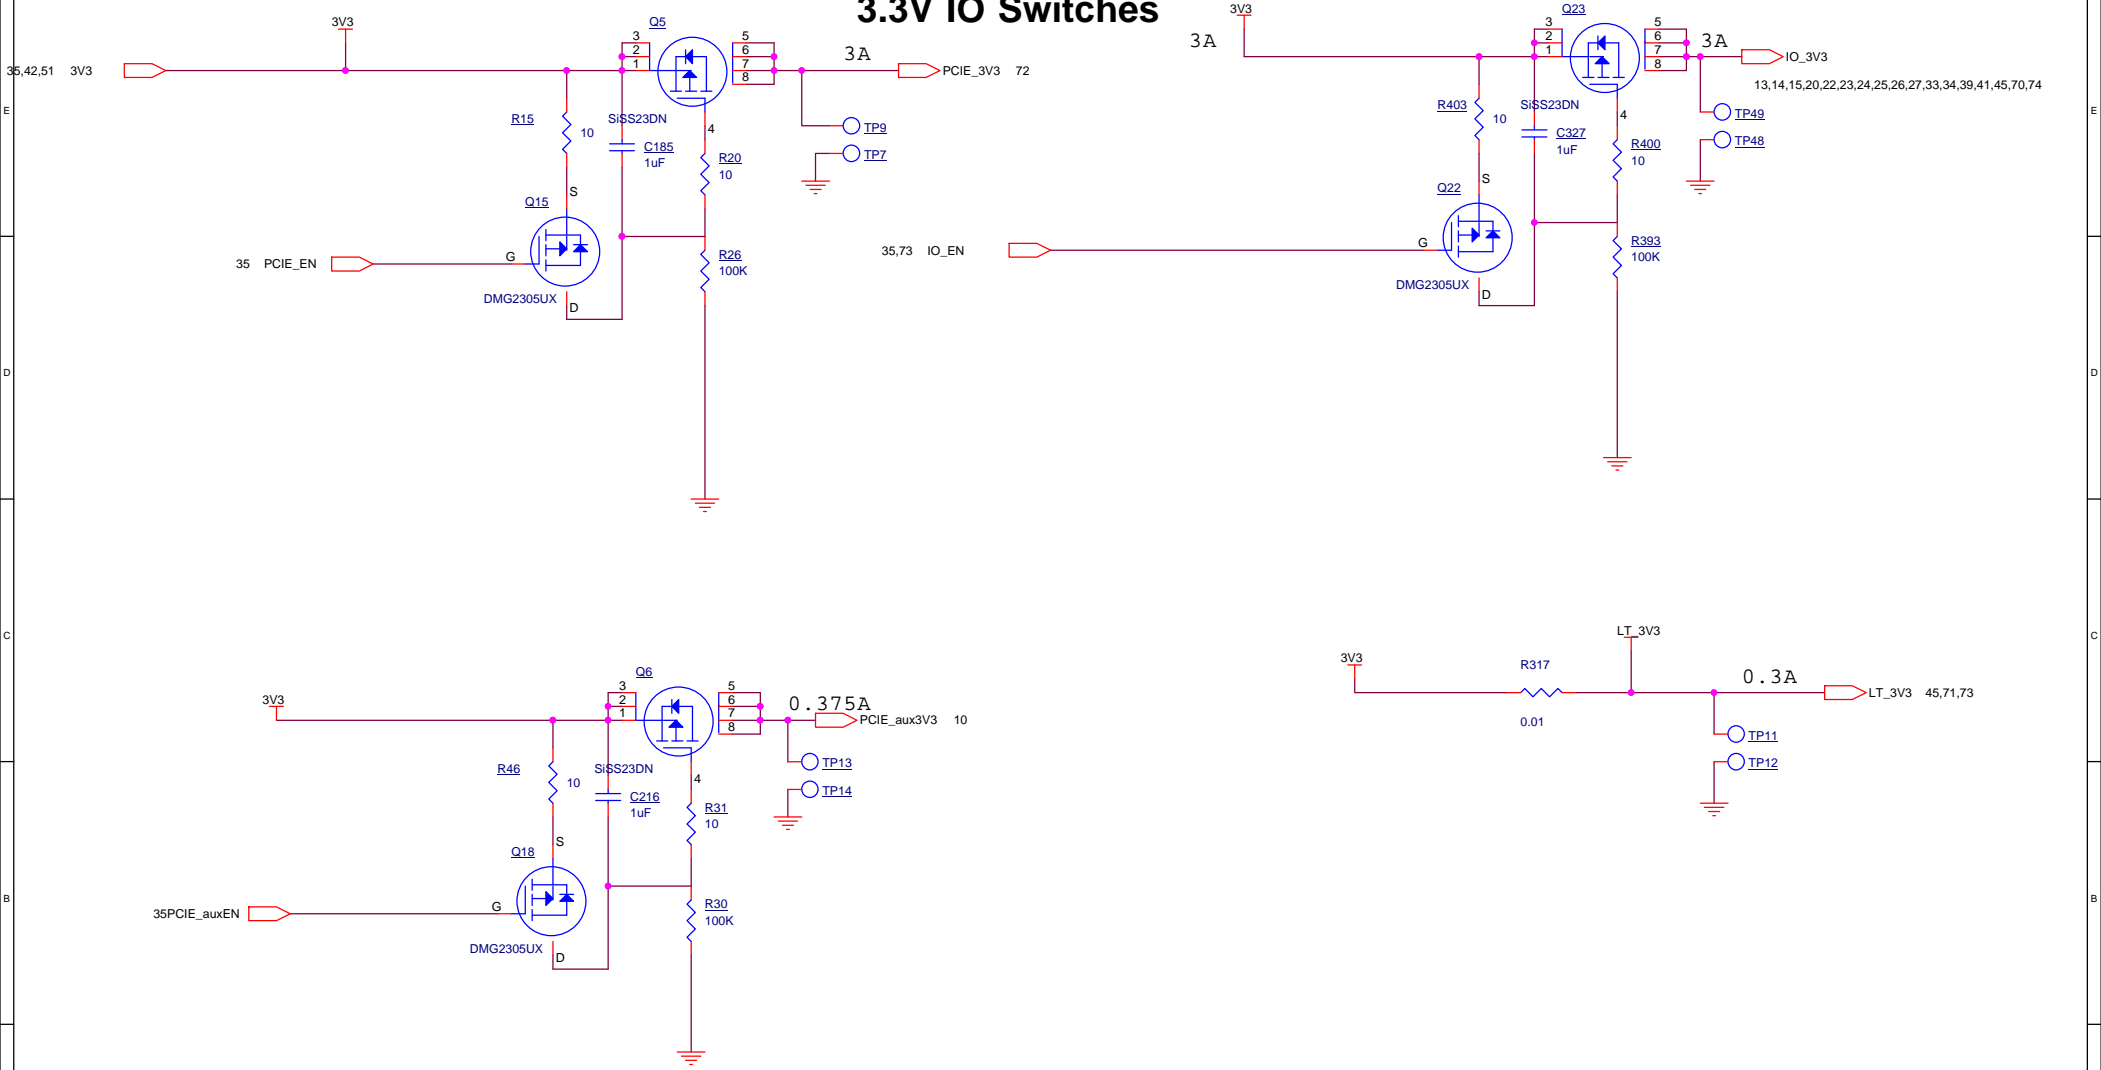 3.3V IO Switches
35,42,51 3V3
3V3
Q5
3
2
1
5
6
7
8
3A
PCIE_3V3 72
R15
10
SiSS23DN
C185
1uF
4
R20
10
TP9
TP7
S
Q15
G
35 PCIE_EN
DMG2305UX
D
R26
100K
3V3
3A
Q23
3
2
1
5
6
7
8
3A
IO_3V3
13,14,15,20,22,23,24,25,26,27,33,34,39,41,45,70,74
R403
10
SiSS23DN
C327
1uF
4
R400
10
TP49
TP48
S
Q22
G
35,73 IO_EN
DMG2305UX
D
R393
100K
3V3
Q6
3
2
1
5
6
7
8
0.375A
PCIE_aux3V3 10
R46
10
SiSS23DN
C216
1uF
4
R31
10
TP13
TP14
S
Q18
G
35PCIE_auxEN
DMG2305UX
D
R30
100K
3V3
R317
0.01
LT_3V3
0.3A
LT_3V3 45,71,73
TP11
TP12
E
E
D
D
C
C
B
B